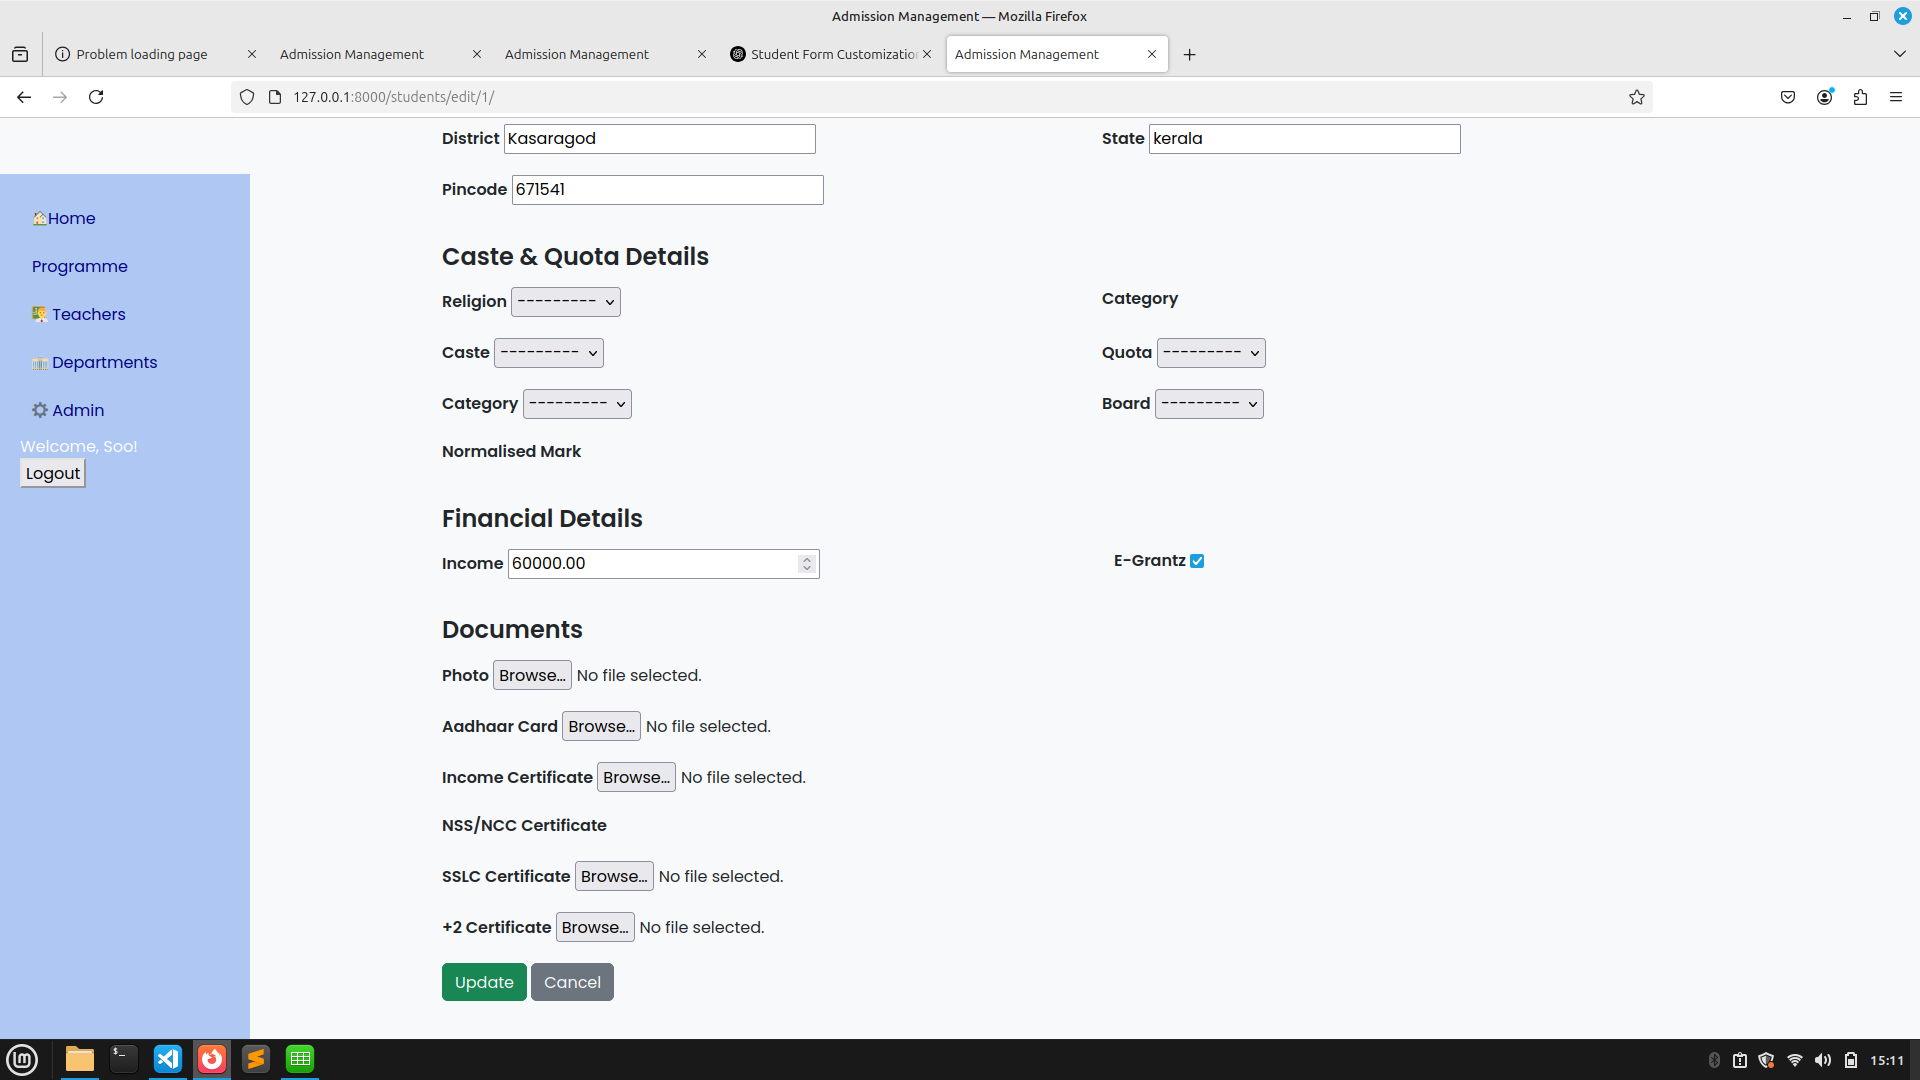 Admission Management — Mozilla Firefox
Problem loading page
Admission Management
Admission Management
Student Form Customization
Admission Management
127.0.0.1:8000/students/edit/1/
District Kasaragod
State kerala
Pincode 671541
Home
Programme
Teachers
Departments
Admin
Welcome, Soo!
Logout
Caste & Quota Details
Religion ---------
Category
Caste ---------
Quota ---------
Category ---------
Board ---------
Normalised Mark
Financial Details
Income 60000.00
E-Grantz
Documents
Photo Browse... No file selected.
Aadhaar Card Browse... No file selected.
Income Certificate Browse... No file selected.
NSS/NCC Certificate
SSLC Certificate Browse... No file selected.
+2 Certificate Browse... No file selected.
Update Cancel
15:11